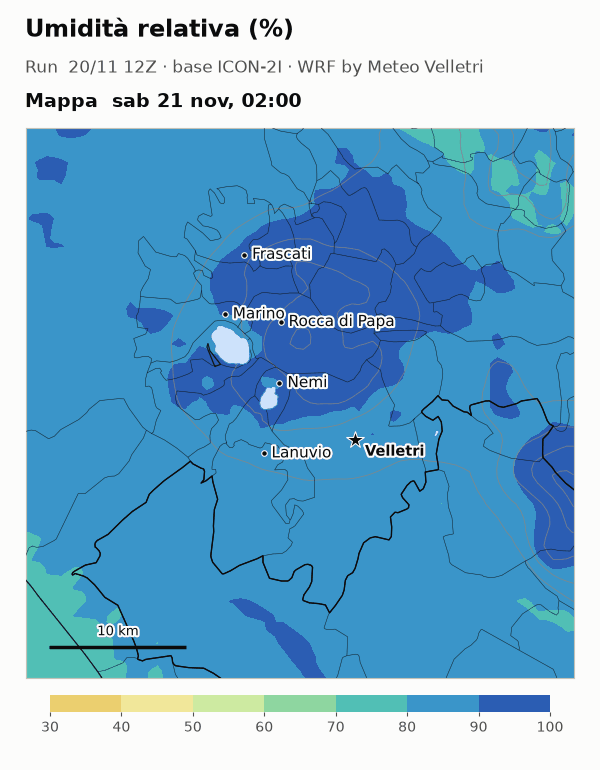 Umidità relativa (%)
Run  20/11 12Z · base ICON-2I · WRF by Meteo Velletri
Mappa  sab 21 nov, 02:00
Frascati
Marino
Rocca di Papa
Nemi
Velletri
Lanuvio
10 km
30 40 50 60 70 80 90 100